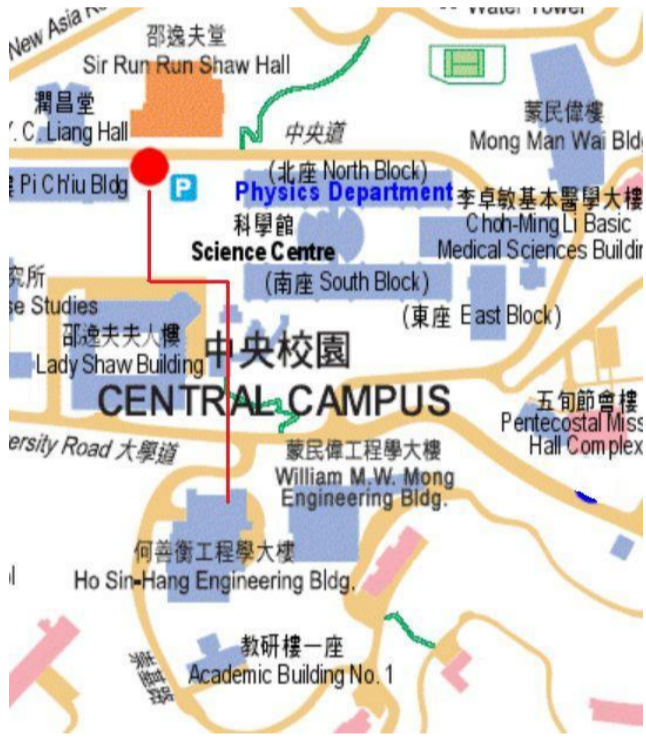 New Asia
Water Tower
邵逸夫堂
Sir Run Run Shaw Hall
潤昌堂
Y. C. Liang Hall
中央道
蒙民偉樓
Mong Man Wai Bldg
Pi Ch'iu Bldg
P
(北座 North Block)
Physics Department
李卓敏基本醫學大樓
Choh-Ming Li Basic
Medical Sciences Buildin
科學館
Science Centre
(南座 South Block)
(東座 East Block)
究所
se Studies
邵逸夫夫人樓
Lady Shaw Building
中央校園
CENTRAL CAMPUS
五旬節會樓
Pentecostal Miss
Hall Complex
ersity Road 大學道
蒙民偉工程學大樓
William M.W. Mong
Engineering Bldg.
何善衡工程學大樓
Ho Sin-Hang Engineering Bldg.
教研樓一座
Academic Building No. 1
崇基路